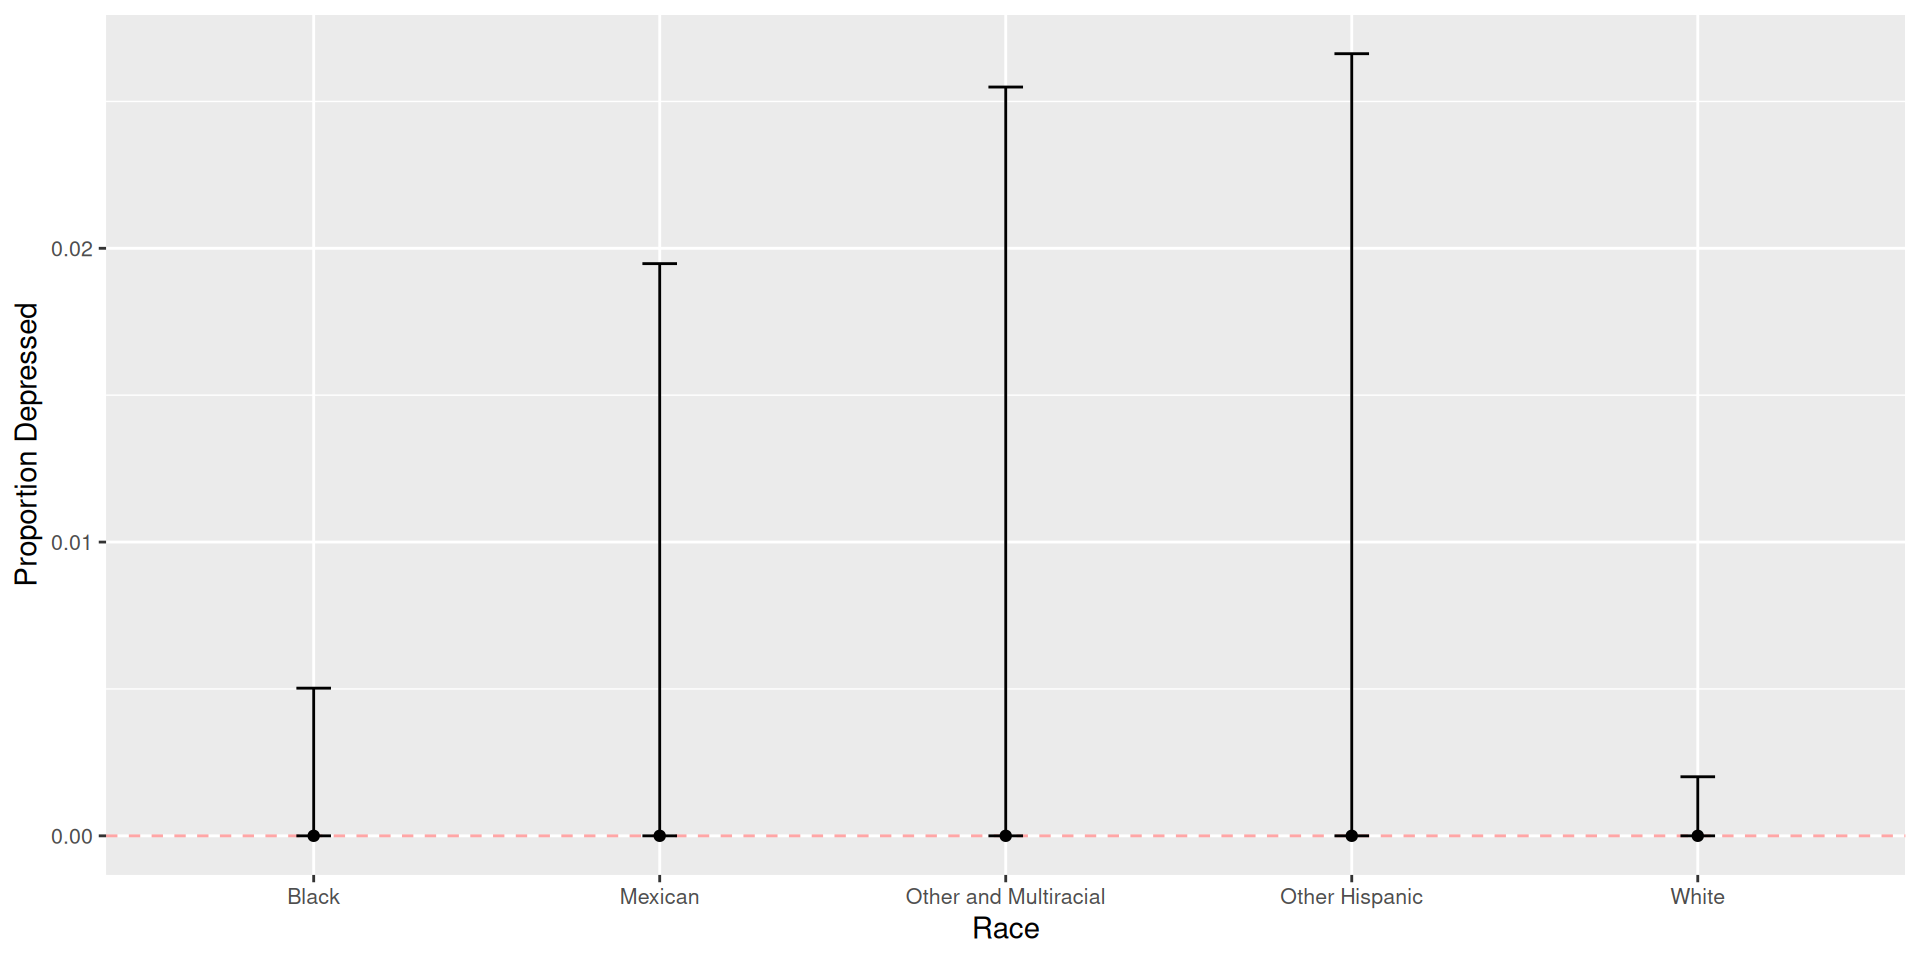 Proportion Depressed
0.02
0.01
0.00
Black Mexican Other and Multiracial Other Hispanic White
Race